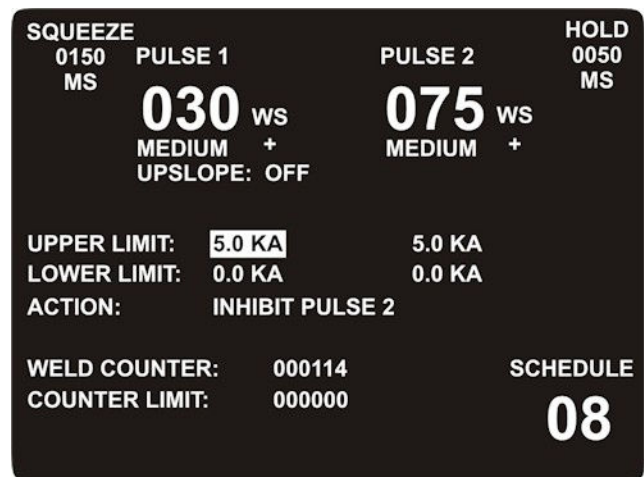 SQUEEZE HOLD
0150 PULSE 1 PULSE 2 0050
MS MS
030 WS 075 WS
MEDIUM + MEDIUM +
UPSLOPE: OFF
UPPER LIMIT: 5.0 KA 5.0 KA
LOWER LIMIT: 0.0 KA 0.0 KA
ACTION: INHIBIT PULSE 2
WELD COUNTER: 000114 SCHEDULE
COUNTER LIMIT: 000000
08